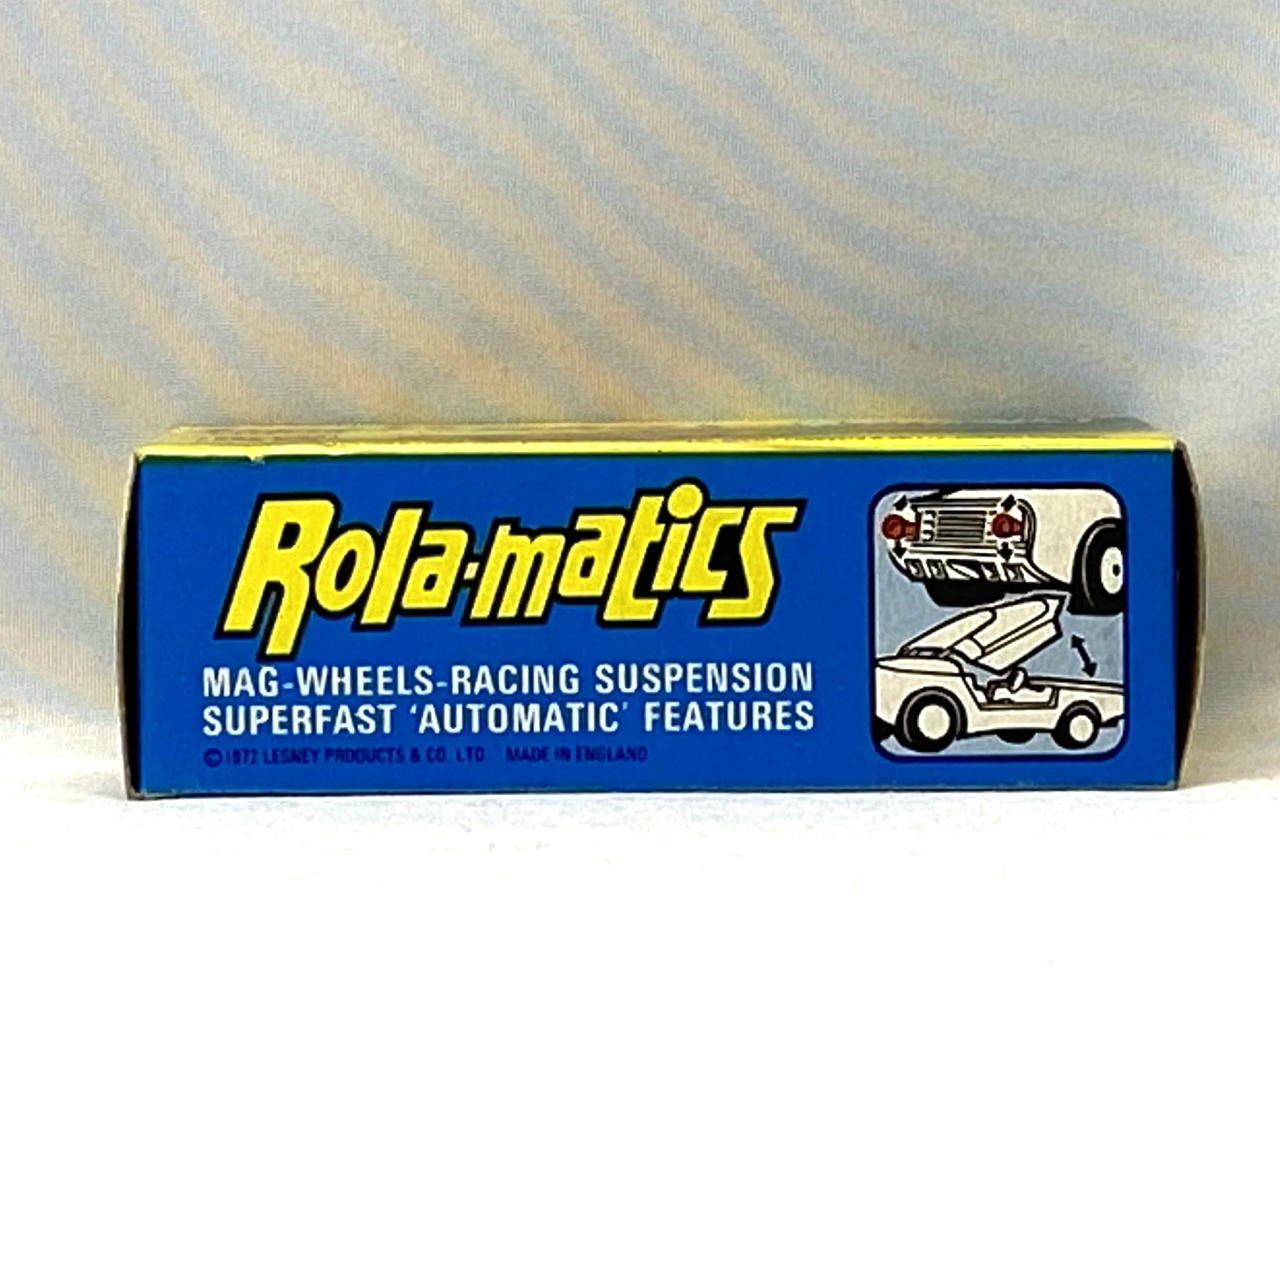 Rola-matics
MAG-WHEELS-RACING SUSPENSION
SUPERFAST 'AUTOMATIC' FEATURES
© 1972 LESNEY PRODUCTS & CO. LTD MADE IN ENGLAND